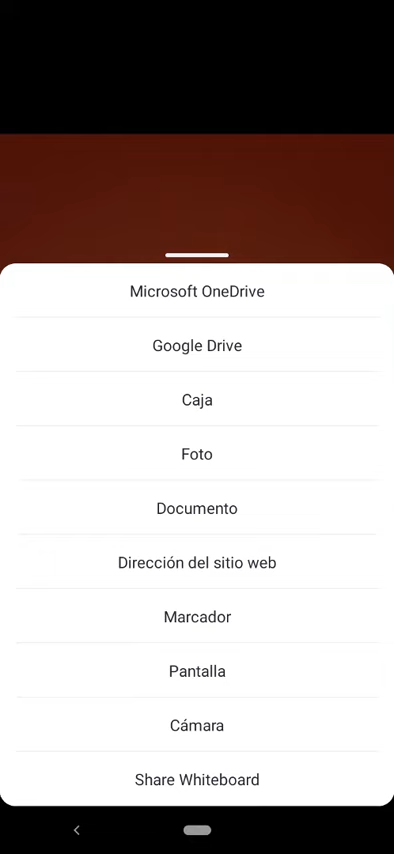 Microsoft OneDrive
Google Drive
Caja
Foto
Documento
Dirección del sitio web
Marcador
Pantalla
Cámara
Share Whiteboard